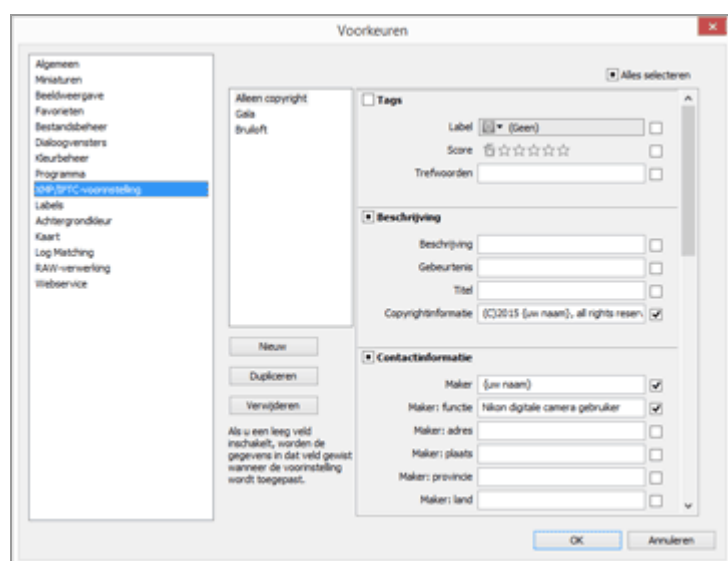 Voorkeuren
Algemeen
Miniaturen
Beeldweergave
Favorieten
Bestandsbeheer
Dialoogvensters
Kleurbeheer
Programma
XMP/IPTC-voorinstelling
Labels
Achtergrondkleur
Kaart
Log Matching
RAW-verwerking
Webservice
Alleen copyright
Gala
Bruiloft
Nieuw
Dupliceren
Verwijderen
Als u een leeg veld
inschakelt, worden de
gegevens in dat veld gewist
wanneer de voorinstelling
wordt toegepast.
Alles selecteren
Tags
Label (Geen)
Score
Trefwoorden
Beschrijving
Beschrijving
Gebeurtenis
Titel
Copyrightinformatie (C)2015 {uw naam}, all rights reserv
Contactinformatie
Maker {uw naam}
Maker: functie Nikon digitale camera gebruiker
Maker: adres
Maker: plaats
Maker: provincie
Maker: land
OK Annuleren